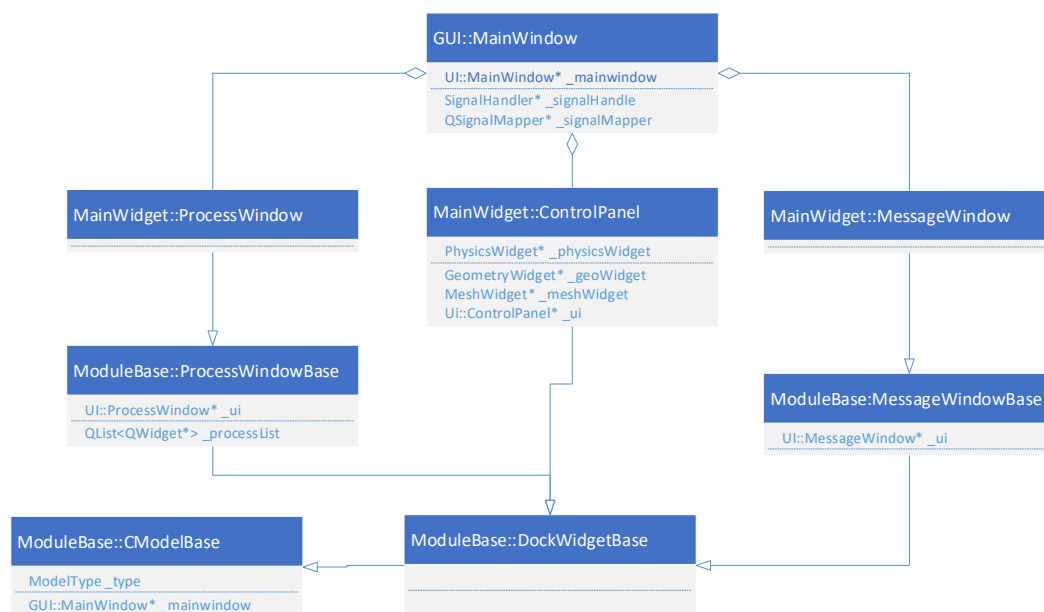 GUI::MainWindow
UI::MainWindow* _mainwindow
SignalHandler* _signalHandle
QSignalMapper* _signalMapper
MainWidget::ProcessWindow
MainWidget::ControlPanel
PhysicsWidget* _physicsWidget
GeometryWidget* _geoWidget
MeshWidget* _meshWidget
Ui::ControlPanel* _ui
MainWidget::MessageWindow
ModuleBase::ProcessWindowBase
UI::ProcessWindow* _ui
QList<QWidget*> _processList
ModuleBase:MessageWindowBase
UI::MessageWindow* _ui
ModuleBase::CModelBase
ModelType _type
GUI::MainWindow* _mainwindow
ModuleBase::DockWidgetBase